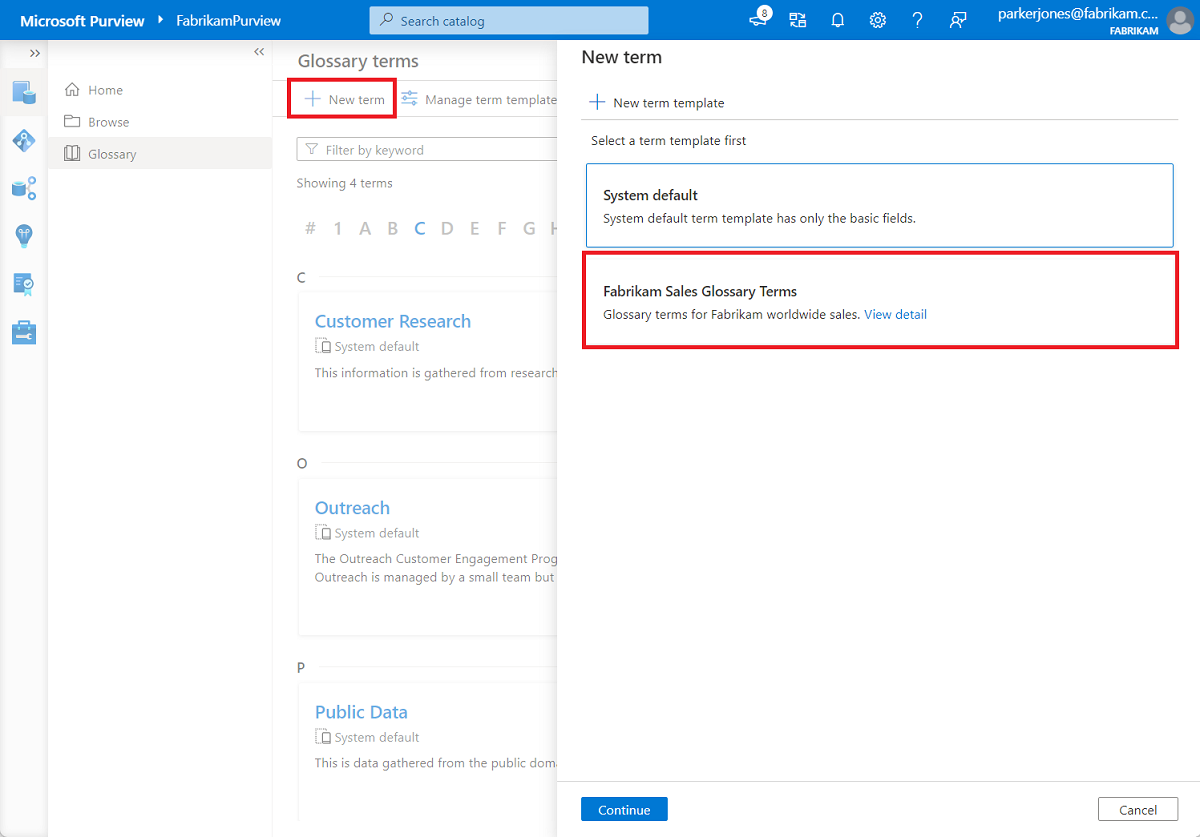 Microsoft Purview
FabrikamPurview
Search catalog
8
parkerjones@fabrikam.c...
FABRIKAM
Home
Browse
Glossary
Glossary terms
New term
Manage term template
Filter by keyword
Showing 4 terms
# 1 A B C D E F G H
C
Customer Research
System default
This information is gathered from research
O
Outreach
System default
The Outreach Customer Engagement Prog
Outreach is managed by a small team but
P
Public Data
System default
This is data gathered from the public doma
New term
New term template
Select a term template first
System default
System default term template has only the basic fields.
Fabrikam Sales Glossary Terms
Glossary terms for Fabrikam worldwide sales. View detail
Continue
Cancel